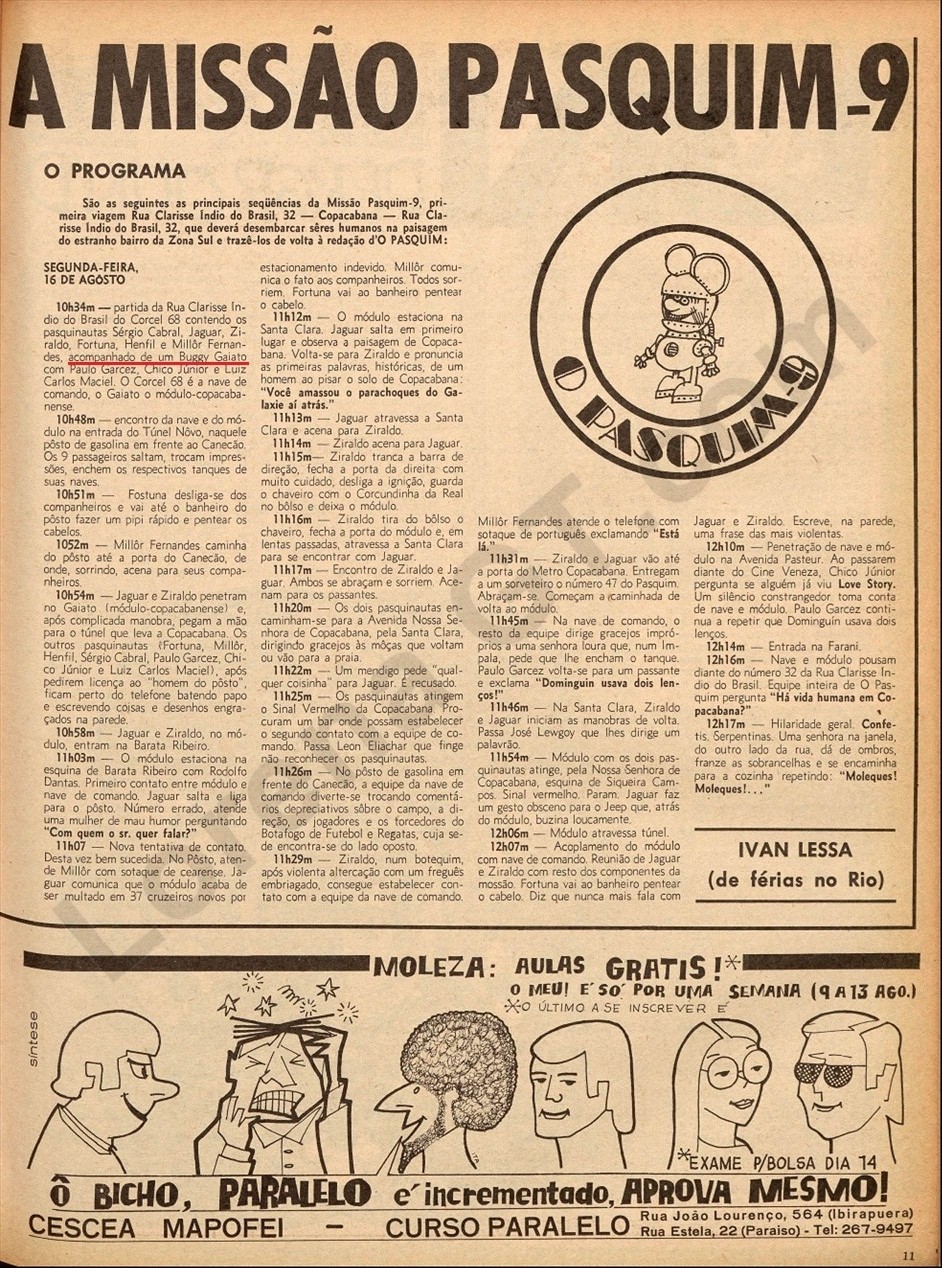 A MISSÃO PASQUIM-9
O PROGRAMA
São as seguintes as principais seqüências da Missão Pasquim-9, pri-
meira viagem Rua Clarisse Indio do Brasil, 32 — Copacabana — Rua Cla-
risse Indio do Brasil, 32, que deverá desembarcar sêres humanos na paisagem
do estranho bairro da Zona Sul e trazê-los de volta à redação d'O PASQUIM:
SEGUNDA-FEIRA,
16 DE AGÔSTO
10h34m — partida da Rua Clarisse Ín-
dio do Brasil do Corcel 68 contendo os
pasquinautas Sérgio Cabral, Jaguar, Zi-
raldo, Fortuna, Henfil e Millôr Fernan-
des, acompanhado de um Buggy Gaiato
com Paulo Garcez, Chico Júnior e Luiz
Carlos Maciel. O Corcel 68 é a nave de
comando, o Gaiato o módulo-copacaba-
nense.
10h48m — encontro da nave e do mó-
dulo na entrada do Túnel Nôvo, naquele
pôsto de gasolina em frente ao Canecão.
Os 9 passageiros saltam, trocam impres-
sões, enchem os respectivos tanques de
suas naves.
10h51m — Fostuna desliga-se dos
companheiros e vai até o banheiro do
pôsto fazer um pipi rápido e pentear os
cabelos.
1052m — Millôr Fernandes caminha
do pôsto até a porta do Canecão, de
onde, sorrindo, acena para seus compa-
nheiros.
10h54m — Jaguar e Ziraldo penetram
no Gaiato (módulo-copacabanense) e,
após complicada manobra, pegam a mão
para o túnel que leva a Copacabana. Os
outros pasquinautas (Fortuna, Millôr,
Henfil, Sérgio Cabral, Paulo Garcez, Chi-
co Júnior e Luiz Carlos Maciel), após
pedirem licença ao "homem do pôsto",
ficam perto do telefone batendo papo
e escrevendo coisas e desenhos engra-
çados na parede.
10h58m — Jaguar e Ziraldo, no mó-
dulo, entram na Barata Ribeiro.
11h03m — O módulo estaciona na
esquina de Barata Ribeiro com Rodolfo
Dantas. Primeiro contato entre módulo e
nave de comando. Jaguar salta e liga
para o pôsto. Número errado, atende
uma mulher de mau humor perguntando
"Com quem o sr. quer falar?"
11h07 — Nova tentativa de contato.
Desta vez bem sucedida. No Pôsto, aten-
de Millôr com sotaque de cearense. Ja-
guar comunica que o módulo acaba de
ser multado em 37 cruzeiros novos por
estacionamento indevido. Millôr comu-
nica o fato aos companheiros. Todos sor-
riem. Fortuna vai ao banheiro pentear
o cabelo.
11h12m — O módulo estaciona na
Santa Clara. Jaguar salta em primeiro
lugar e observa a paisagem de Copaca-
bana. Volta-se para Ziraldo e pronuncia
as primeiras palavras, históricas, de um
homem ao pisar o solo de Copacabana:
"Você amassou o parachoques do Ga-
laxie aí atrás."
11h13m — Jaguar atravessa a Santa
Clara e acena para Ziraldo.
11h14m — Ziraldo acena para Jaguar.
11h15m— Ziraldo tranca a barra de
direção, fecha a porta da direita com
muito cuidado, desliga a ignição, guarda
o chaveiro com o Corcundinha da Real
no bôlso e deixa o módulo.
11h16m — Ziraldo tira do bôlso o
chaveiro, fecha a porta do módulo e, em
lentas passadas, atravessa a Santa Clara
para se encontrar com Jaguar.
11h17m — Encontro de Ziraldo e Ja-
guar. Ambos se abraçam e sorriem. Ace-
nam para os passantes.
11h20m — Os dois pasquinautas en-
caminham-se para a Avenida Nossa Se-
nhora de Copacabana, pela Santa Clara,
dirigindo gracejos às môças que voltam
ou vão para a praia.
11h22m — Um mendigo pede "qual-
quer coisinha" para Jaguar. É recusado.
11h25m — Os pasquinautas atingem
o Sinal Vermelho da Copacabana. Pro-
curam um bar onde possam estabelecer
o segundo contato com a equipe de co-
mando. Passa Leon Eliachar que finge
não reconhecer os pasquinautas.
11h26m — No pôsto de gasolina em
frente do Canecão, a equipe da nave de
comando diverte-se trocando comentá-
rios depreciativos sôbre o campo, a di-
reção, os jogadores e os forcedores do
Botafogo de Futebol e Regatas, cuja se-
de encontra-se do lado oposto.
11h29m — Ziraldo, num botequim,
após violenta altercação com um freguês
embriagado, consegue estabelecer con-
tato com a equipe da nave de comando.
Millôr Fernandes atende o telefone com
sotaque de português exclamando "Está
lá."
11h31m — Ziraldo e Jaguar vão até
a porta do Metro Copacabana. Entregam
a um sorveteiro o número 47 do Pasquim.
Abraçam-se. Começam a caminhada de
volta ao módulo.
11h45m — Na nave de comando, o
resto da equipe dirige gracejos impró-
prios a uma senhora loura que, num Im-
pala, pede que lhe encham o tanque.
Paulo Garcez volta-se para um passante
e exclama "Dominguin usava dois len-
ços!"
11h46m — Na Santa Clara, Ziraldo
e Jaguar iniciam as manobras de volta.
Passa José Lewgoy que lhes dirige um
palavrão.
11h54m — Módulo com os dois pas-
quinautas atinge, pela Nossa Senhora de
Copacabana, esquina de Siqueira Cam-
pos. Sinal vermelho. Param. Jaguar faz
um gesto obsceno para o Jeep que, atrás
do módulo, buzina loucamente.
12h06m — Módulo atravessa túnel.
12h07m — Acoplamento do módulo
com nave de comando. Reunião de Jaguar
e Ziraldo com resto dos componentes da
mossão. Fortuna vai ao banheiro pentear
o cabelo. Diz que nunca mais fala com
Jaguar e Ziraldo. Escreve, na parede,
uma frase das mais violentas.
12h10m — Penetração de nave e mó-
dulo na Avenida Pasteur. Ao passarem
diante do Cine Veneza, Chico Júnior
pergunta se alguém já viu Love Story.
Um silêncio constrangedor toma conta
de nave e módulo. Paulo Garcez conti-
nua a repetir que Dominguín usava dois
lenços.
12h14m — Entrada na Farani.
12h16m — Nave e módulo pousam
diante do número 32 da Rua Clarisse Ín-
dio do Brasil. Equipe inteira de O Pas-
quim pergunta "Há vida humana em Co-
pacabana?"
12h17m — Hilaridade geral. Confe-
tis. Serpentinas. Uma senhora na janela,
do outro lado da rua, dá de ombros,
franze as sobrancelhas e se encaminha
para a cozinha repetindo: "Moleques!
Moleques!..."
IVAN LESSA
(de férias no Rio)
O PASQUIM-9
MOLEZA: AULAS GRATIS!*
O MEU! E' SO' POR UMA SEMANA (9 A 13 AGO.)
*O ÚLTIMO A SE INSCREVER E'
síntese
*EXAME P/BOLSA DIA 14
Ô BICHO, PARALELO e' incrementado, APROVA MESMO!
CESCEA MAPOFEI — CURSO PARALELO
Rua João Lourenço, 564 (Ibirapuera)
Rua Estela, 22 (Paraiso) - Tel: 267-9497
11